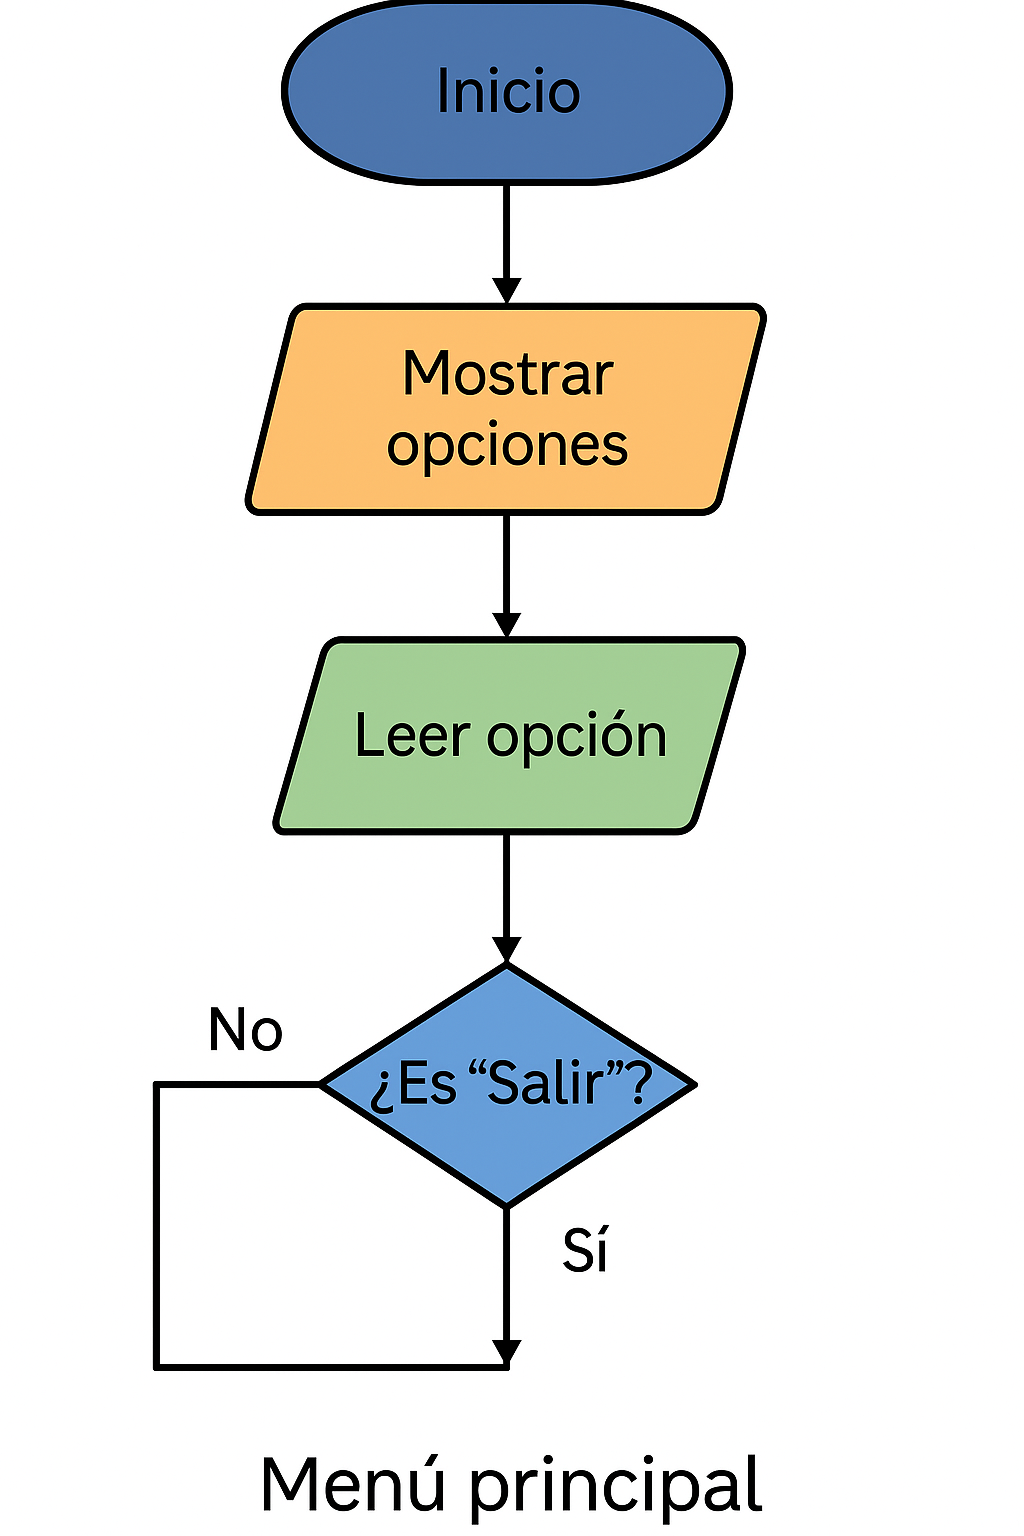 Inicio
Mostrar
opciones
Leer opción
No
¿Es “Salir”?
Sí
Menú principal